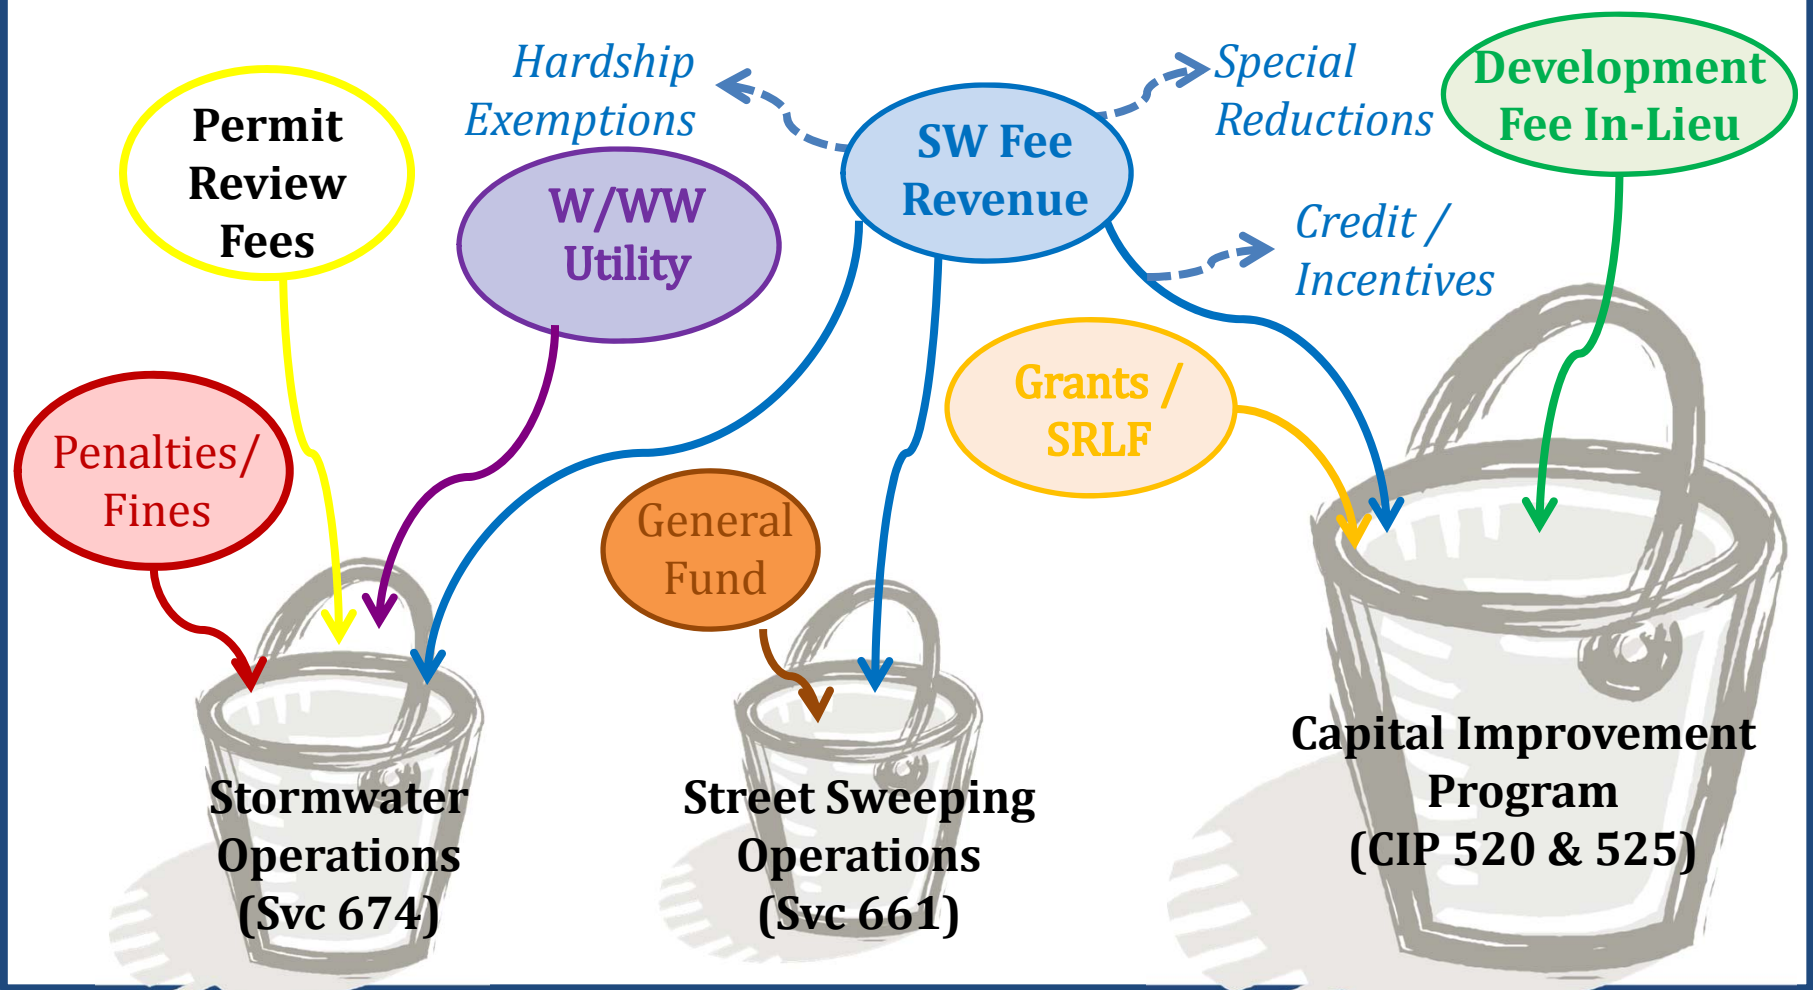 Permit
Review
Fees
Hardship
Exemptions
W/WW
Utility
SW Fee
Revenue
Special
Reductions
Development
Fee In-Lieu
Credit /
Incentives
Penalties/
Fines
General
Fund
Grants /
SRLF
Stormwater
Operations
(Svc 674)
Street Sweeping
Operations
(Svc 661)
Capital Improvement
Program
(CIP 520 & 525)